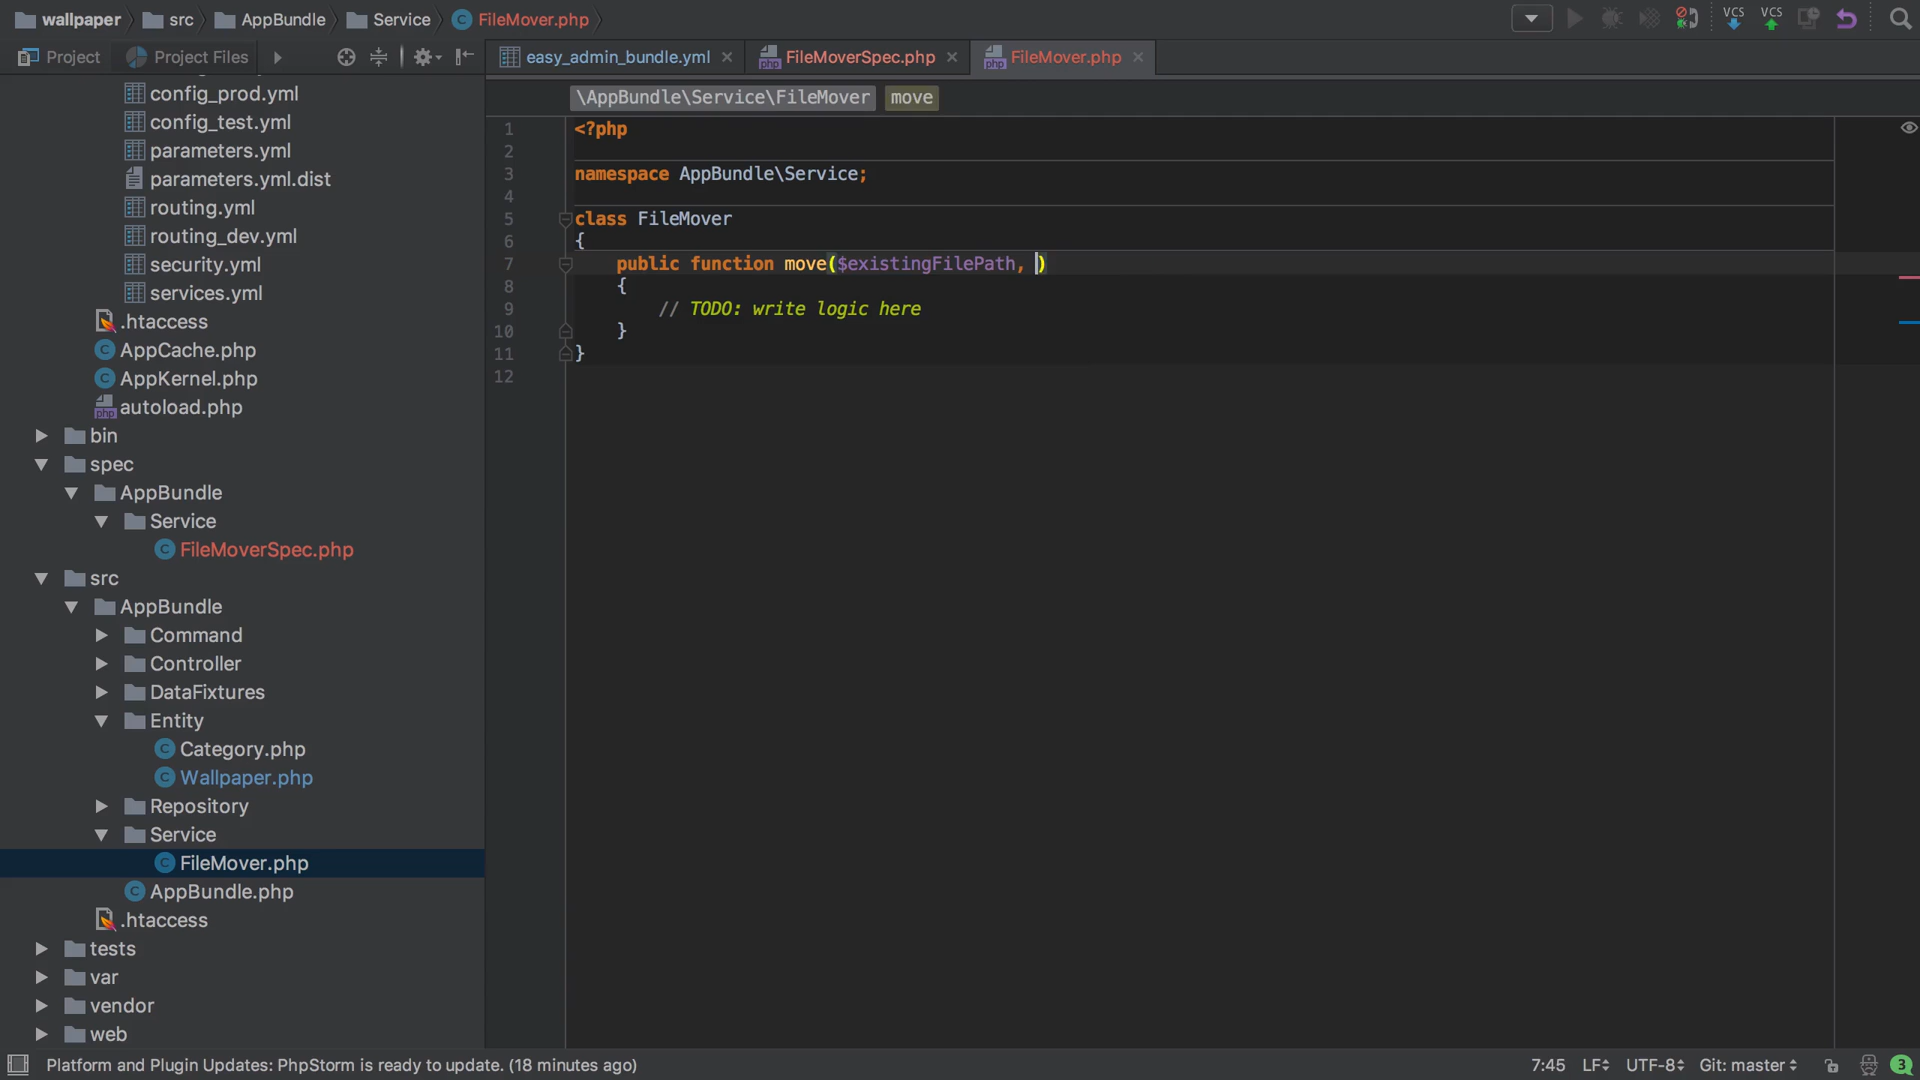 wallpaper src AppBundle Service FileMover.php
VCS VCS
Project Project Files
easy_admin_bundle.yml FileMoverSpec.php FileMover.php
\AppBundle\Service\FileMover move
config_prod.yml
config_test.yml
parameters.yml
parameters.yml.dist
routing.yml
routing_dev.yml
security.yml
services.yml
.htaccess
AppCache.php
AppKernel.php
autoload.php
bin
spec
AppBundle
Service
FileMoverSpec.php
src
AppBundle
Command
Controller
DataFixtures
Entity
Category.php
Wallpaper.php
Repository
Service
FileMover.php
AppBundle.php
.htaccess
tests
var
vendor
web
1 <?php
2
3 namespace AppBundle\Service;
4
5 class FileMover
6 {
7 public function move($existingFilePath, )
8 {
9 // TODO: write logic here
10 }
11 }
12
Platform and Plugin Updates: PhpStorm is ready to update. (18 minutes ago) 7:45 LF UTF-8 Git: master 3